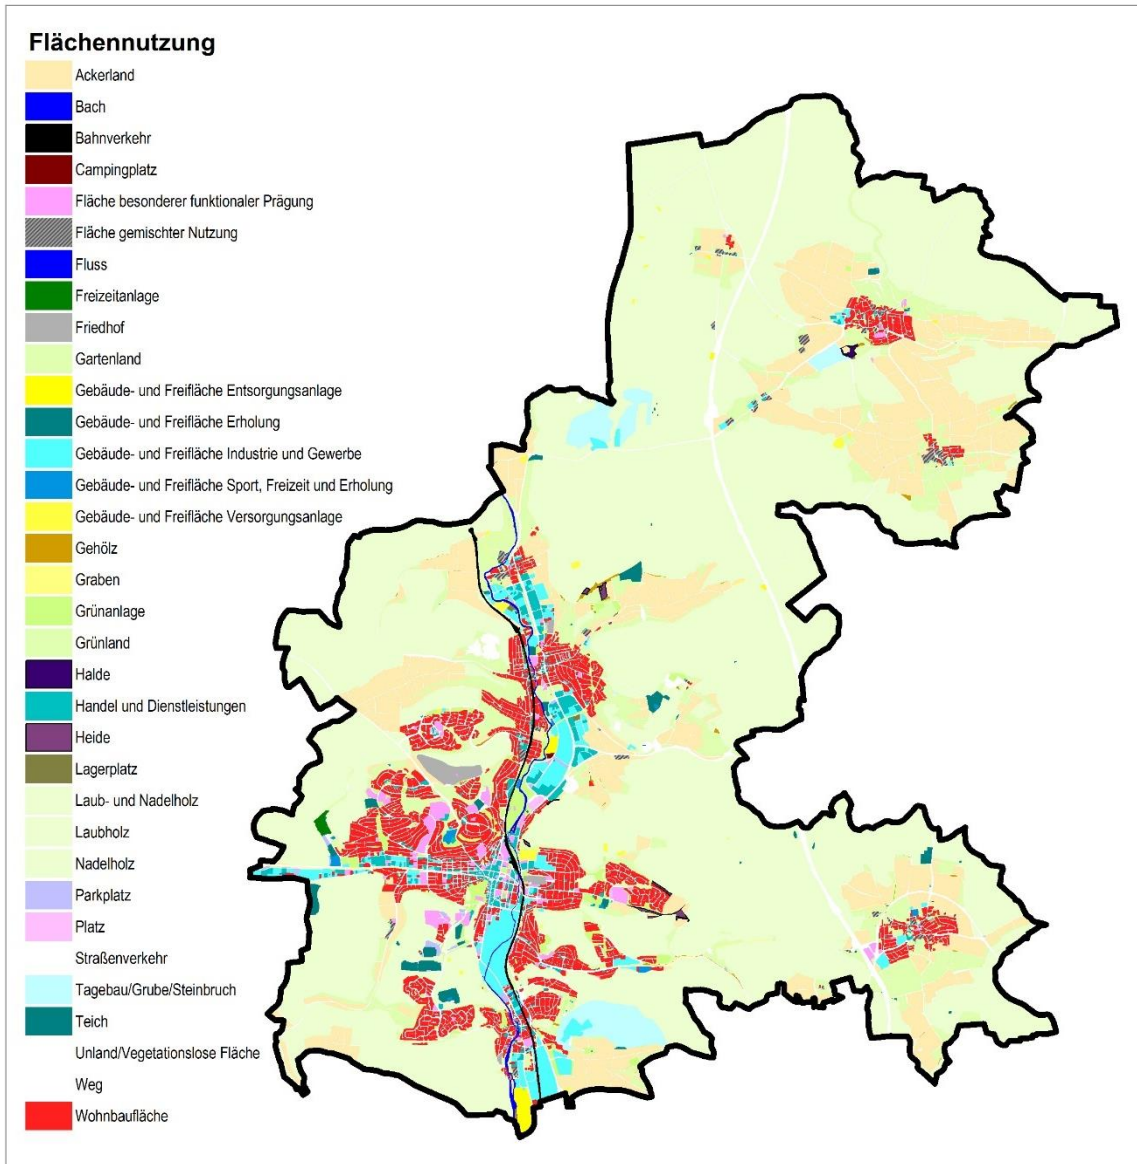 Flächennutzung
Ackerland
Bach
Bahnverkehr
Campingplatz
Fläche besonderer funktionaler Prägung
Fläche gemischter Nutzung
Fluss
Freizeitanlage
Friedhof
Gartenland
Gebäude- und Freifläche Entsorgungsanlage
Gebäude- und Freifläche Erholung
Gebäude- und Freifläche Industrie und Gewerbe
Gebäude- und Freifläche Sport, Freizeit und Erholung
Gebäude- und Freifläche Versorgungsanlage
Gehölz
Graben
Grünanlage
Grünland
Halde
Handel und Dienstleistungen
Heide
Lagerplatz
Laub- und Nadelholz
Laubholz
Nadelholz
Parkplatz
Platz
Straßenverkehr
Tagebau/Grube/Steinbruch
Teich
Unland/Vegetationslose Fläche
Weg
Wohnbaufläche